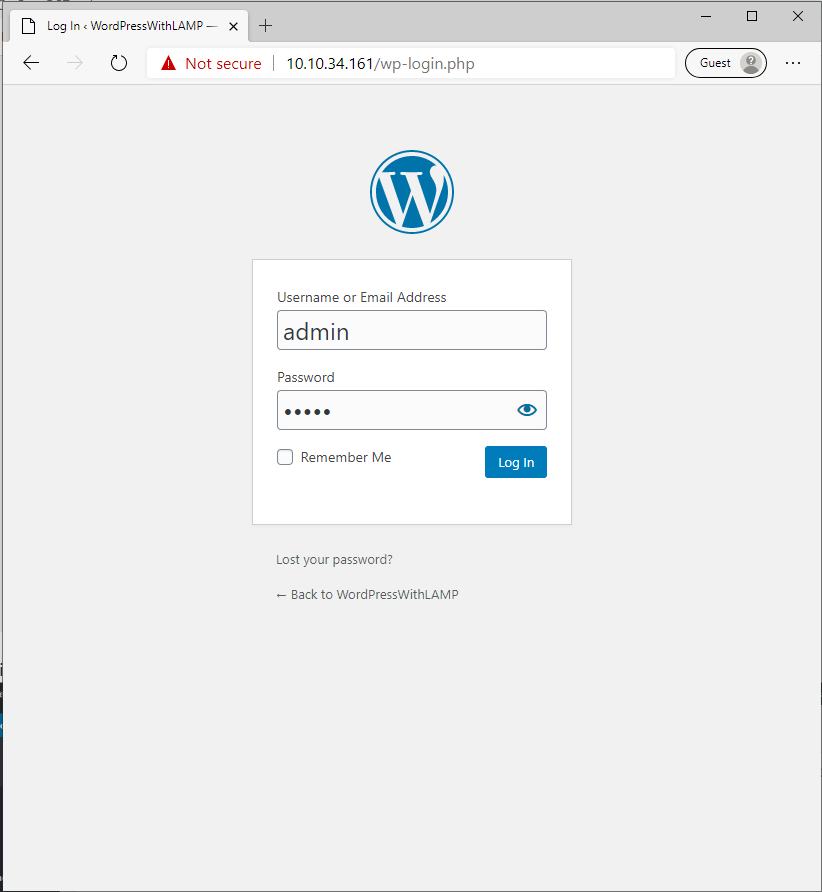 Log In ‹ WordPressWithLAMP —
Not secure
10.10.34.161/wp-login.php
Guest
Username or Email Address
admin
Password
•••••
Remember Me
Log In
Lost your password?
← Back to WordPressWithLAMP